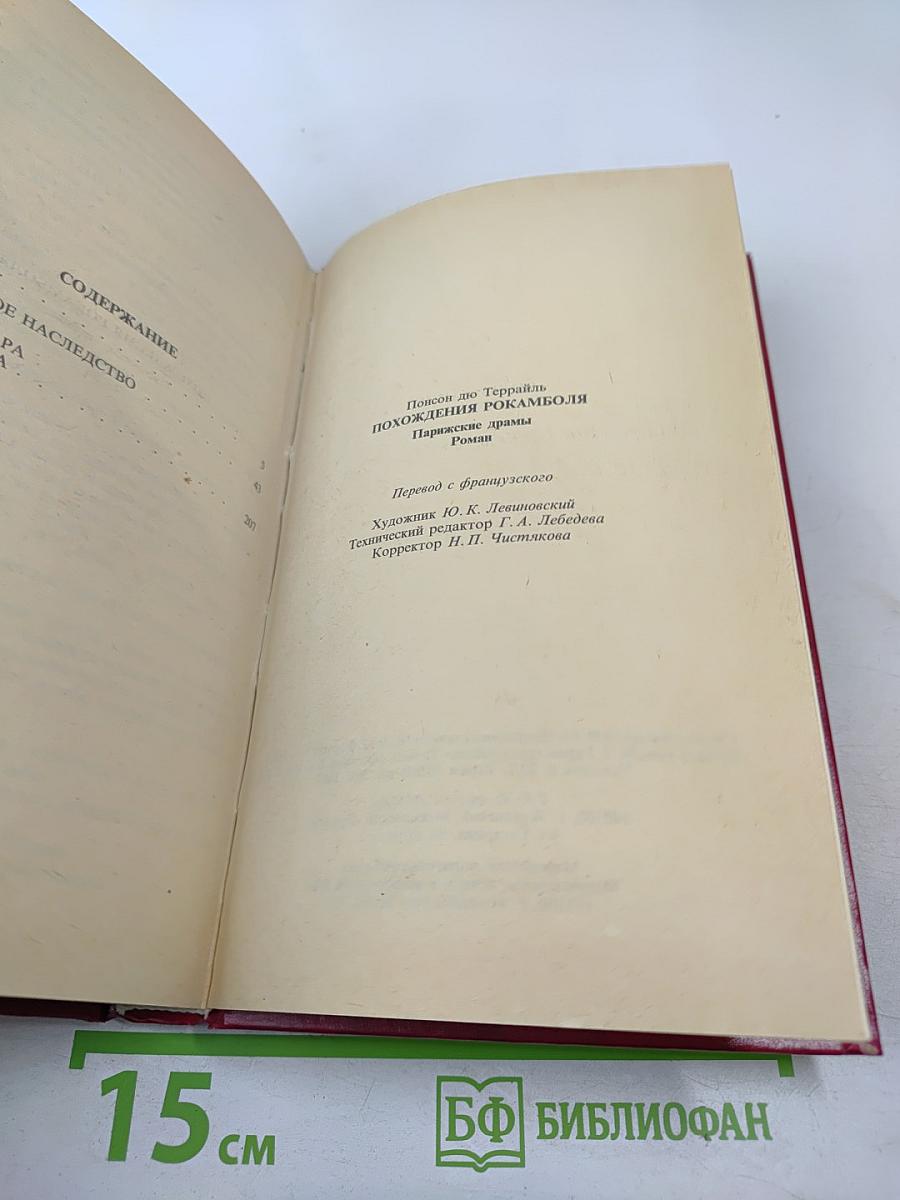 СОДЕРЖАНИЕ
НАСЛЕДСТВО
3
43
207
Понсон дю Террайль
ПОХОЖДЕНИЯ РОКАМБОЛЯ
Парижские драмы
Роман
Перевод с французского
Художник Ю. К. Левиновский
Технический редактор Г. А. Лебедева
Корректор Н. П. Чистякова
15 см
БФ БИБЛИОФАН